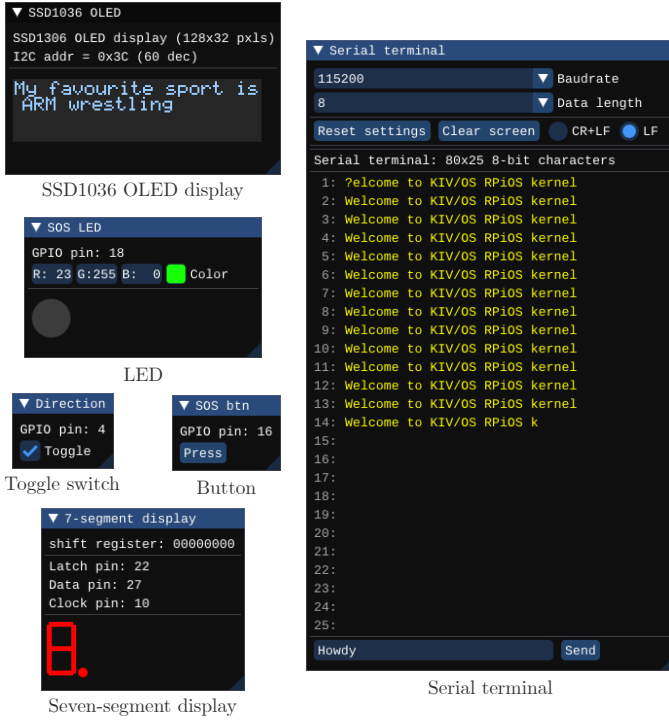 ▼ SSD1036 OLED
SSD1306 OLED display (128x32 pxls)
I2C addr = 0x3C (60 dec)
My favourite sport is
ARM wrestling
SSD1036 OLED display
▼ SOS LED
GPIO pin: 18
R: 23 G:255 B: 0 Color
LED
▼ Direction
GPIO pin: 4
Toggle
Toggle switch
▼ SOS btn
GPIO pin: 16
Press
Button
▼ 7-segment display
shift register: 00000000
Latch pin: 22
Data pin: 27
Clock pin: 10
8.
Seven-segment display
▼ Serial terminal
115200 ▼ Baudrate
8 ▼ Data length
Reset settings Clear screen CR+LF LF
Serial terminal: 80x25 8-bit characters
1: ?elcome to KIV/OS RPiOS kernel
2: Welcome to KIV/OS RPiOS kernel
3: Welcome to KIV/OS RPiOS kernel
4: Welcome to KIV/OS RPiOS kernel
5: Welcome to KIV/OS RPiOS kernel
6: Welcome to KIV/OS RPiOS kernel
7: Welcome to KIV/OS RPiOS kernel
8: Welcome to KIV/OS RPiOS kernel
9: Welcome to KIV/OS RPiOS kernel
10: Welcome to KIV/OS RPiOS kernel
11: Welcome to KIV/OS RPiOS kernel
12: Welcome to KIV/OS RPiOS kernel
13: Welcome to KIV/OS RPiOS kernel
14: Welcome to KIV/OS RPiOS k
15:
16:
17:
18:
19:
20:
21:
22:
23:
24:
25:
Howdy Send
Serial terminal